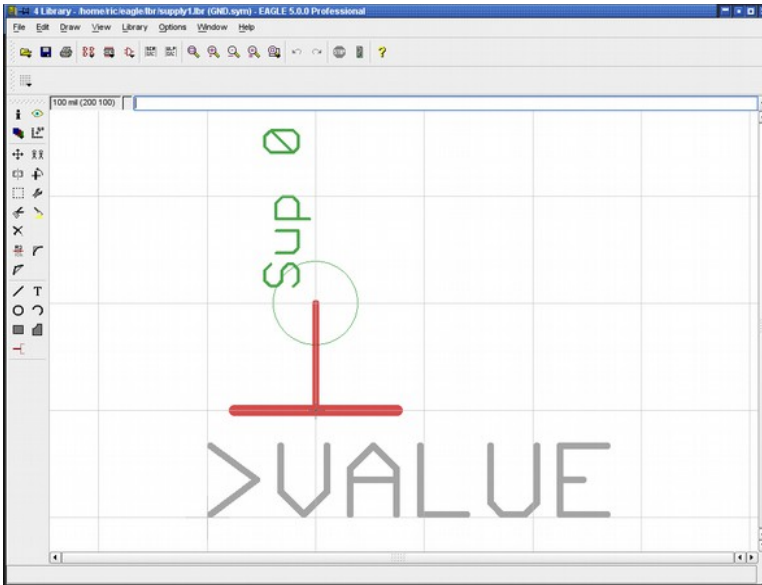 4 Library - /home/ric/eagle/lbr/supply1.lbr (GND.sym) - EAGLE 5.0.0 Professional
File Edit Draw View Library Options Window Help
100 mil (200 100)
Sup 0
>VALUE